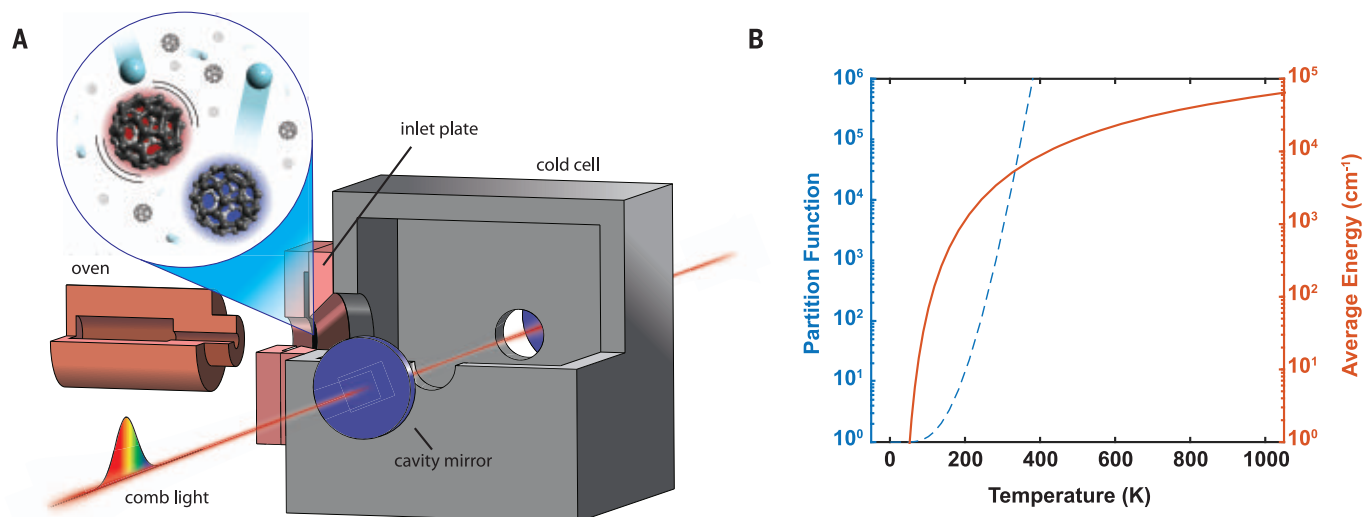 A
inlet plate
cold cell
oven
cavity mirror
comb light
B
Partition Function
10⁶
10⁵
10⁴
10³
10²
10¹
10⁰
10⁵
10⁴
10³
10²
10¹
10⁰
Average Energy (cm⁻¹)
0 200 400 600 800 1000
Temperature (K)